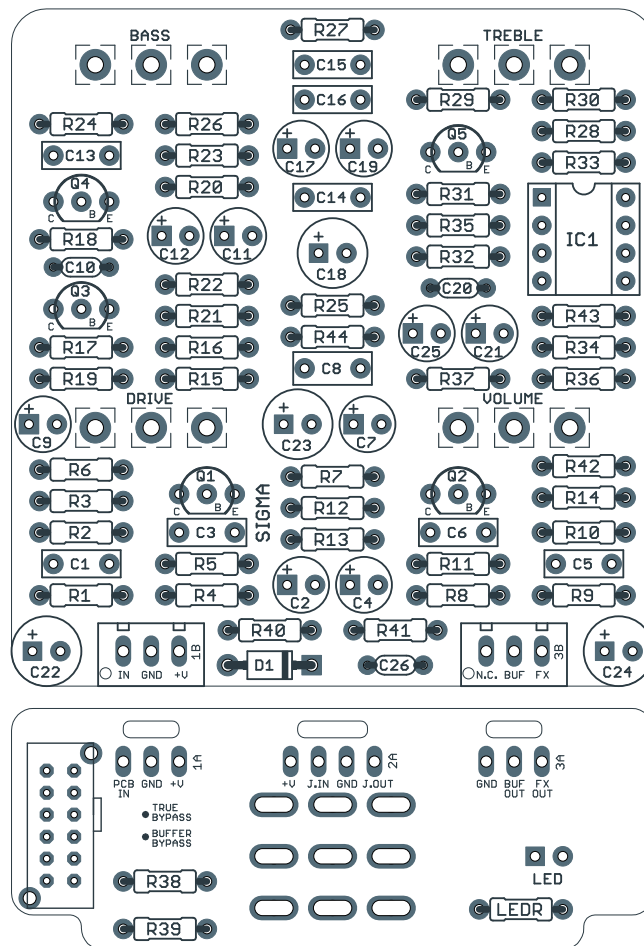 R27
BASS
TREBLE
C15
C16
R29
R30
R24
R26
R28
Q5
C13
R23
C17
C19
R33
Q4
R20
C14
R31
C B E
R35
R18
C12
C11
IC1
C10
C18
R32
R22
C20
Q3
R25
C B E
R21
R43
R44
C25
C21
R17
R16
R34
C8
R19
R15
R37
R36
DRIVE
VOLUME
C9
C23
C7
R6
R42
Q1
R7
Q2
R3
R14
C B E
SIGMA
R12
C B E
R2
C3
R13
C6
R10
C1
R5
R11
C5
R1
R4
C2
C4
R8
R9
R40
R41
1B
3B
C22
D1
C26
C24
IN GND +V
N.C. BUF FX
1A
2A
3A
PCB IN
GND
+V
+V J.IN GND J.OUT
GND
BUF OUT
FX OUT
TRUE BYPASS
BUFFER BYPASS
LED
R38
LEDR
R39